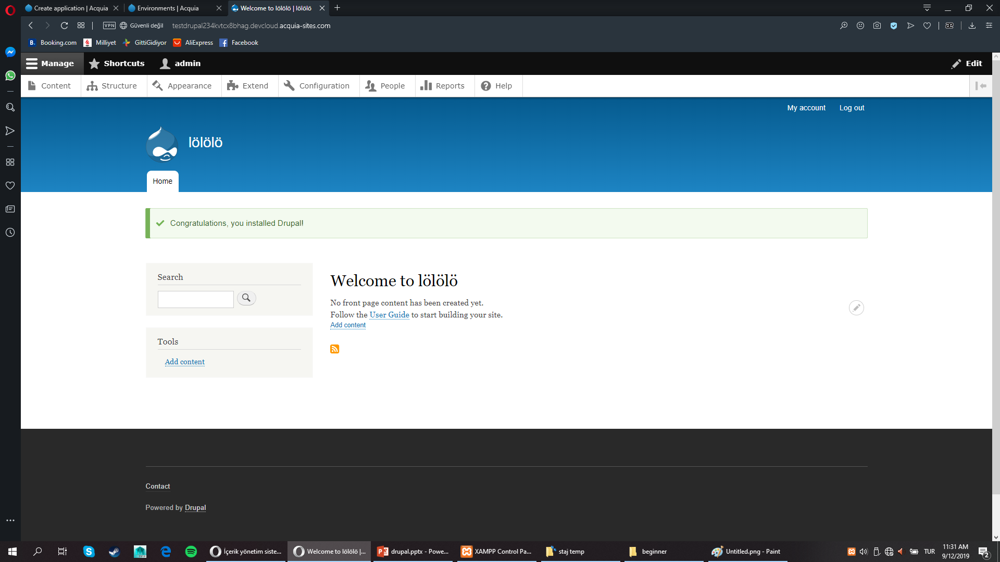 Create application | Acquia
Environments | Acquia
Welcome to lölölö | lölölö
VPN
Güvenli değil
testdrupal234kvtcx8bhag.devcloud.acquia-sites.com
B. Booking.com
Milliyet
GittiGidiyor
AliExpress
Facebook
Manage
Shortcuts
admin
Edit
Content
Structure
Appearance
Extend
Configuration
People
Reports
Help
My account
Log out
lölölö
Home
Congratulations, you installed Drupal!
Search
Welcome to lölölö
No front page content has been created yet.
Follow the User Guide to start building your site.
Add content
Tools
Add content
Contact
Powered by Drupal
İçerik yönetim siste...
Welcome to lölölö |...
drupal.pptx - Powe...
XAMPP Control Pa...
staj temp
beginner
Untitled.png - Paint
TUR
11:31 AM
9/12/2019
2